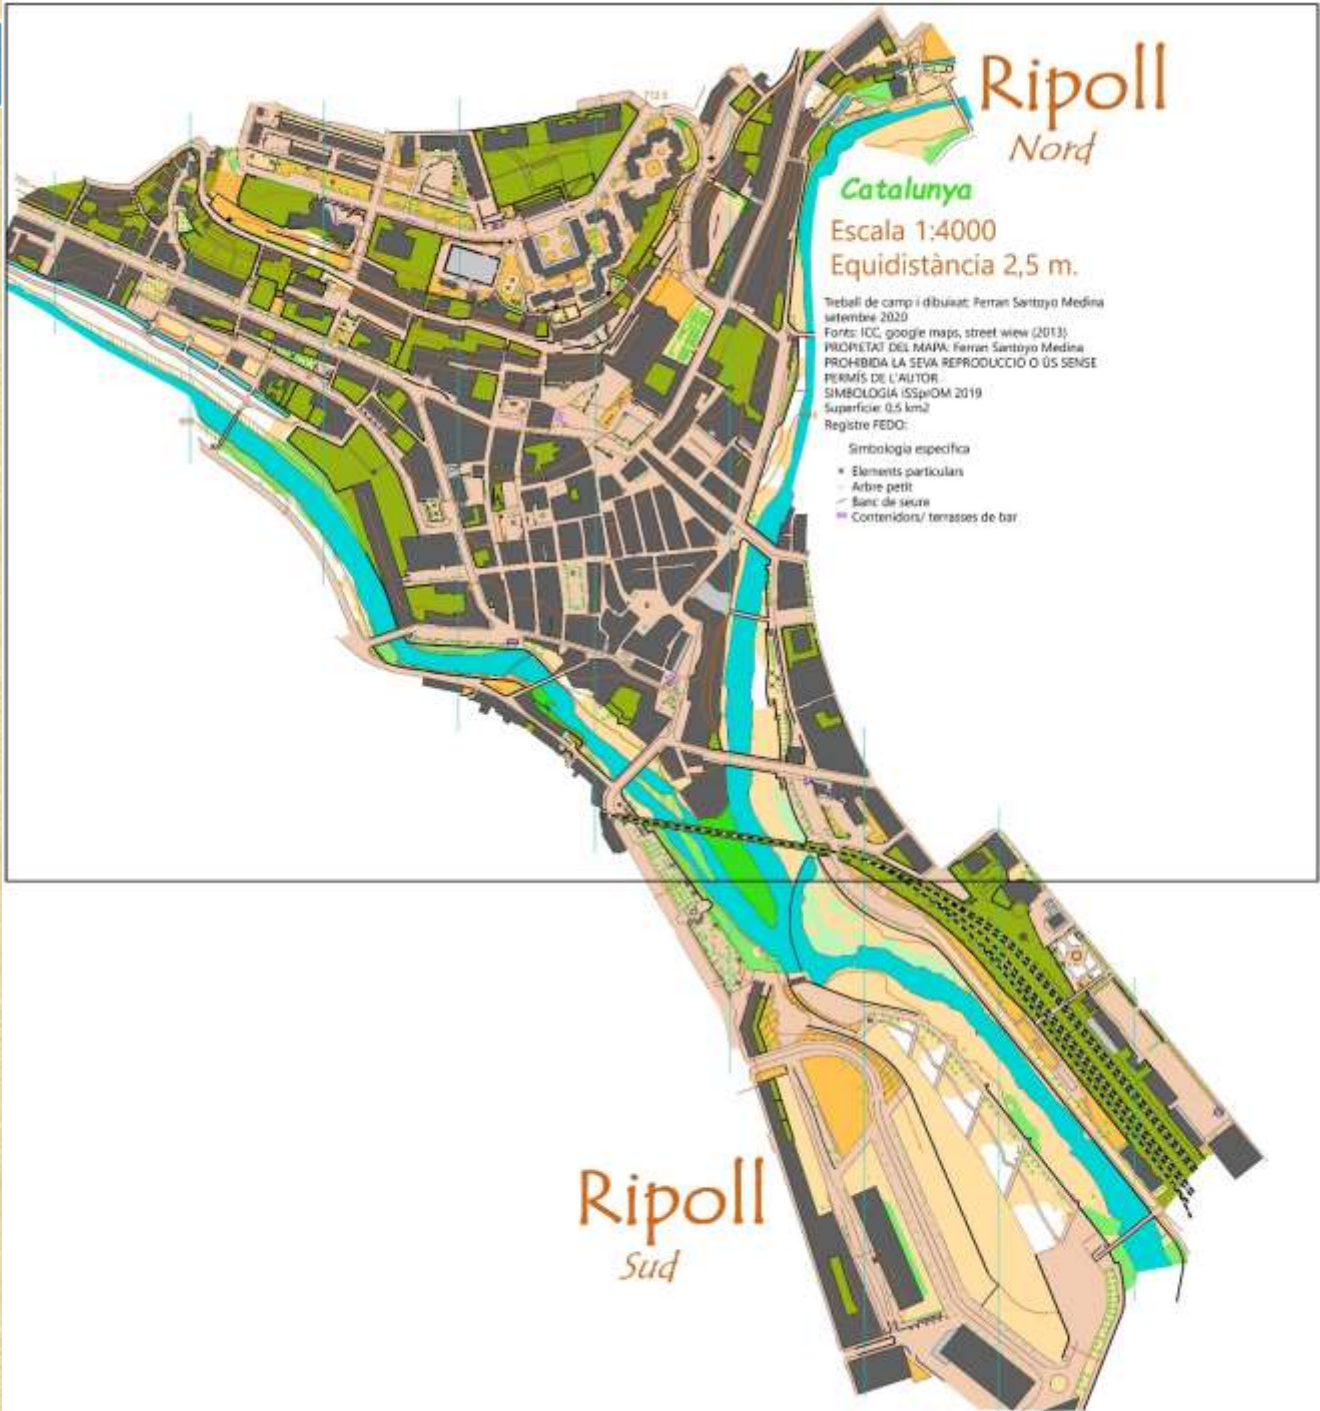 Ripoll
Nord
Catalunya
Escala 1:4000
Equidistància 2,5 m.
Treball de camp i dibuixat: Ferran Santoyo Medina
setembre 2020
Fonts: ICC, google maps, street wiew (2013)
PROPIETAT DEL MAPA: Ferran Santoyo Medina
PROHIBIDA LA SEVA REPRODUCCIÓ O ÚS SENSE
PERMÍS DE L'AUTOR
SIMBOLOGIA ISSprOM 2019
Superfície: 0,5 km2
Registre FEDO:
Simbologia específica
Elements particulars
Arbre petit
Banc de seure
Contenidors/ terrasses de bar
Ripoll
Sud